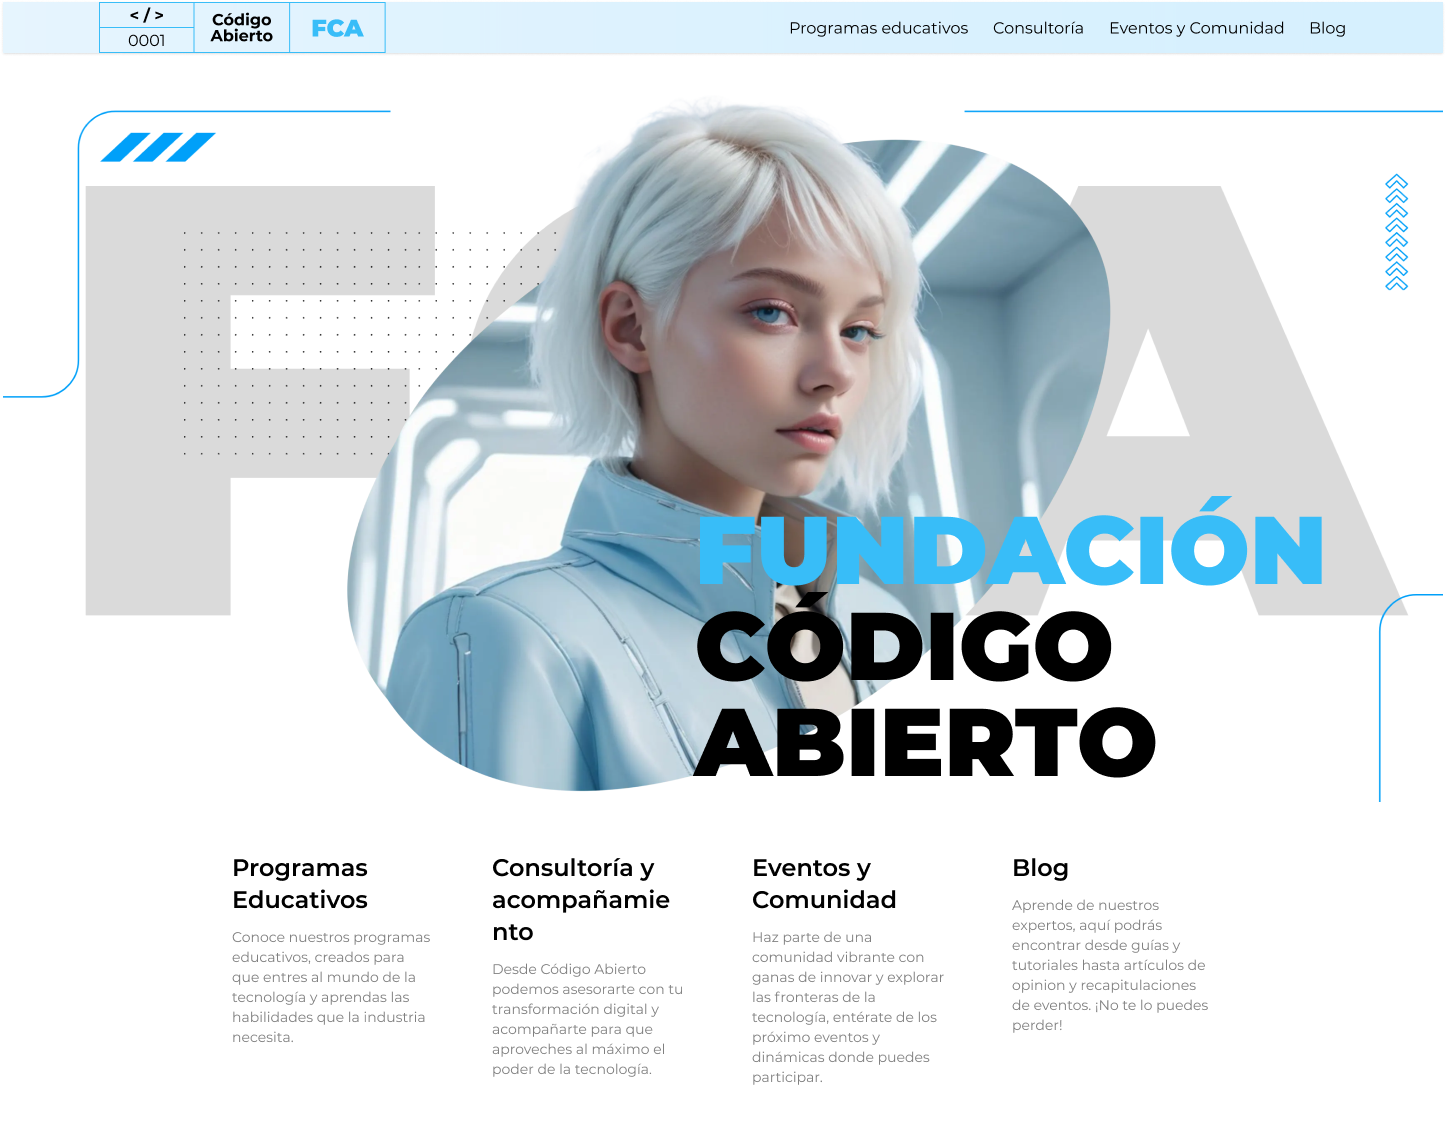 < / >
0001
Código
Abierto
FCA
Programas educativos
Consultoría
Eventos y Comunidad
Blog
FCA
FUNDACIÓN
CÓDIGO
ABIERTO
Programas
Educativos
Conoce nuestros programas
educativos, creados para
que entres al mundo de la
tecnología y aprendas las
habilidades que la industria
necesita.
Consultoría y
acompañamie
nto
Desde Código Abierto
podemos asesorarte con tu
transformación digital y
acompañarte para que
aproveches al máximo el
poder de la tecnología.
Eventos y
Comunidad
Haz parte de una
comunidad vibrante con
ganas de innovar y explorar
las fronteras de la
tecnología, entérate de los
próximo eventos y
dinámicas donde puedes
participar.
Blog
Aprende de nuestros
expertos, aquí podrás
encontrar desde guías y
tutoriales hasta artículos de
opinion y recapitulaciones
de eventos. ¡No te lo puedes
perder!